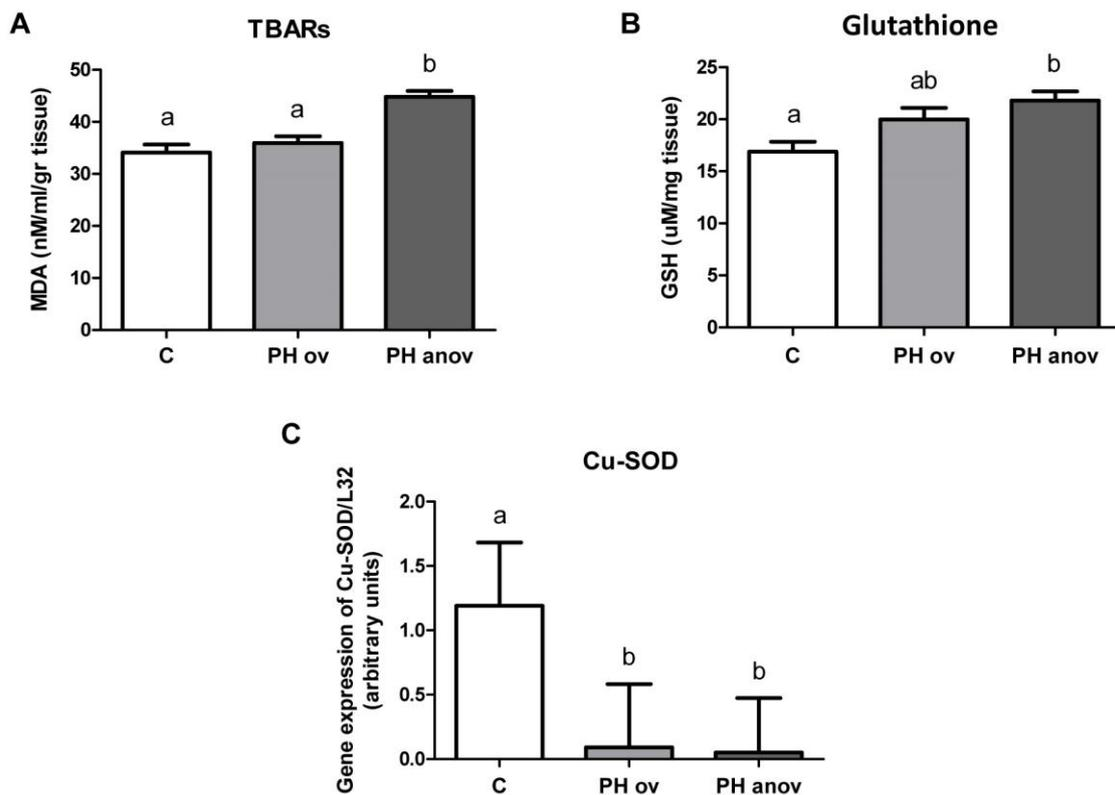 A
TBARs
MDA (nM/ml/gr tissue)
50
40
30
20
10
0
a
a
b
C
PH ov
PH anov
B
Glutathione
GSH (uM/mg tissue)
25
20
15
10
5
0
a
ab
b
C
PH ov
PH anov
C
Cu-SOD
Gene expression of Cu-SOD/L32
(arbitrary units)
2.0
1.5
1.0
0.5
0.0
a
b
b
C
PH ov
PH anov